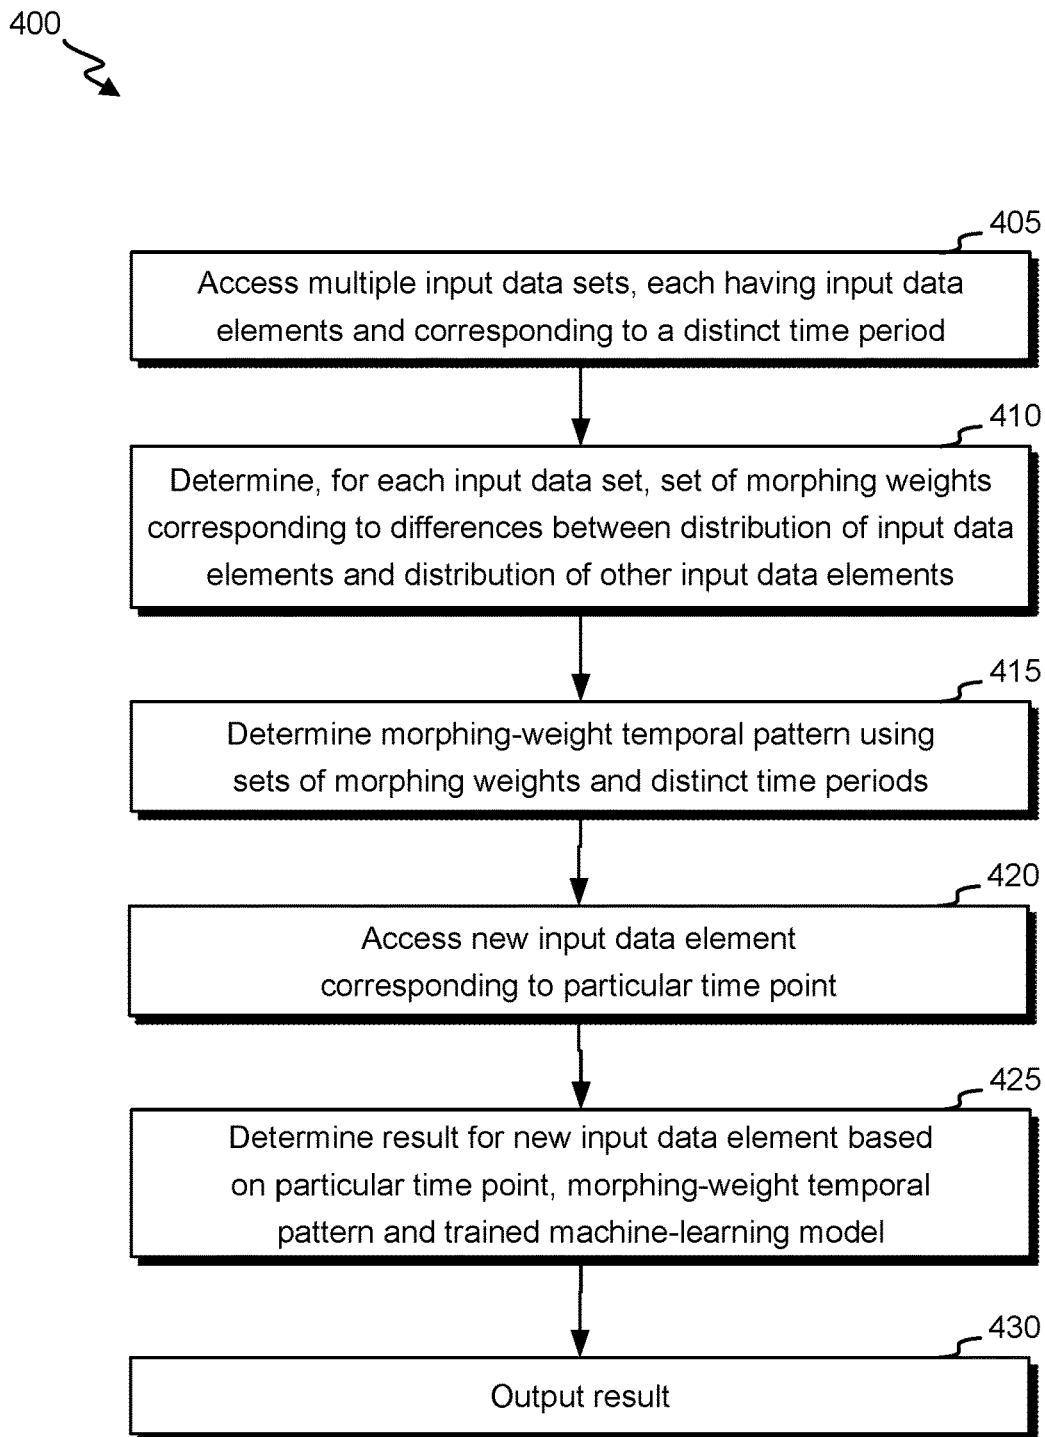 400
405
Access multiple input data sets, each having input data
elements and corresponding to a distinct time period
410
Determine, for each input data set, set of morphing weights
corresponding to differences between distribution of input data
elements and distribution of other input data elements
415
Determine morphing-weight temporal pattern using
sets of morphing weights and distinct time periods
420
Access new input data element
corresponding to particular time point
425
Determine result for new input data element based
on particular time point, morphing-weight temporal
pattern and trained machine-learning model
430
Output result